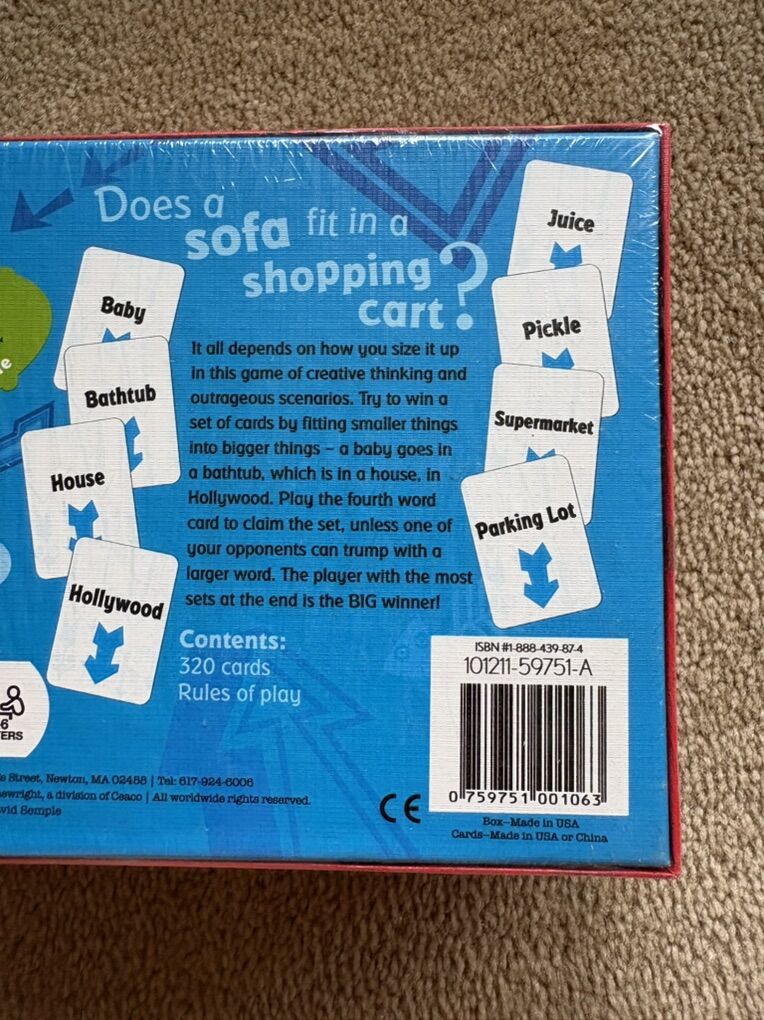 Does a
sofa fit in a
shopping
cart?
Baby
Bathtub
House
Hollywood
It all depends on how you size it up
in this game of creative thinking and
outrageous scenarios. Try to win a
set of cards by fitting smaller things
into bigger things – a baby goes in
a bathtub, which is in a house, in
Hollywood. Play the fourth word
card to claim the set, unless one of
your opponents can trump with a
larger word. The player with the most
sets at the end is the BIG winner!
Juice
Pickle
Supermarket
Parking Lot
Contents:
320 cards
Rules of play
Street, Newton, MA 02458 | Tel: 617-924-6006
a division of Ceaco | All worldwide rights reserved.
Semple
CE
ISBN #1-888-439-87-4
101211-59751-A
0 759751 001063
Box–Made in USA
Cards–Made in USA or China